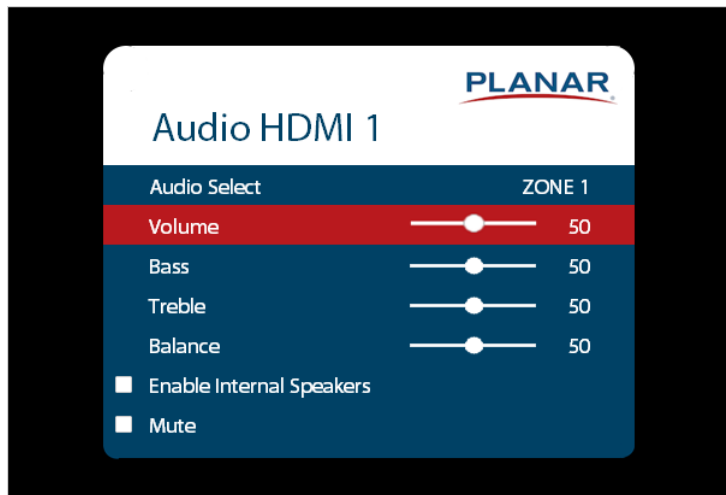 PLANAR
Audio HDMI 1
Audio Select ZONE 1
Volume 50
Bass 50
Treble 50
Balance 50
Enable Internal Speakers
Mute